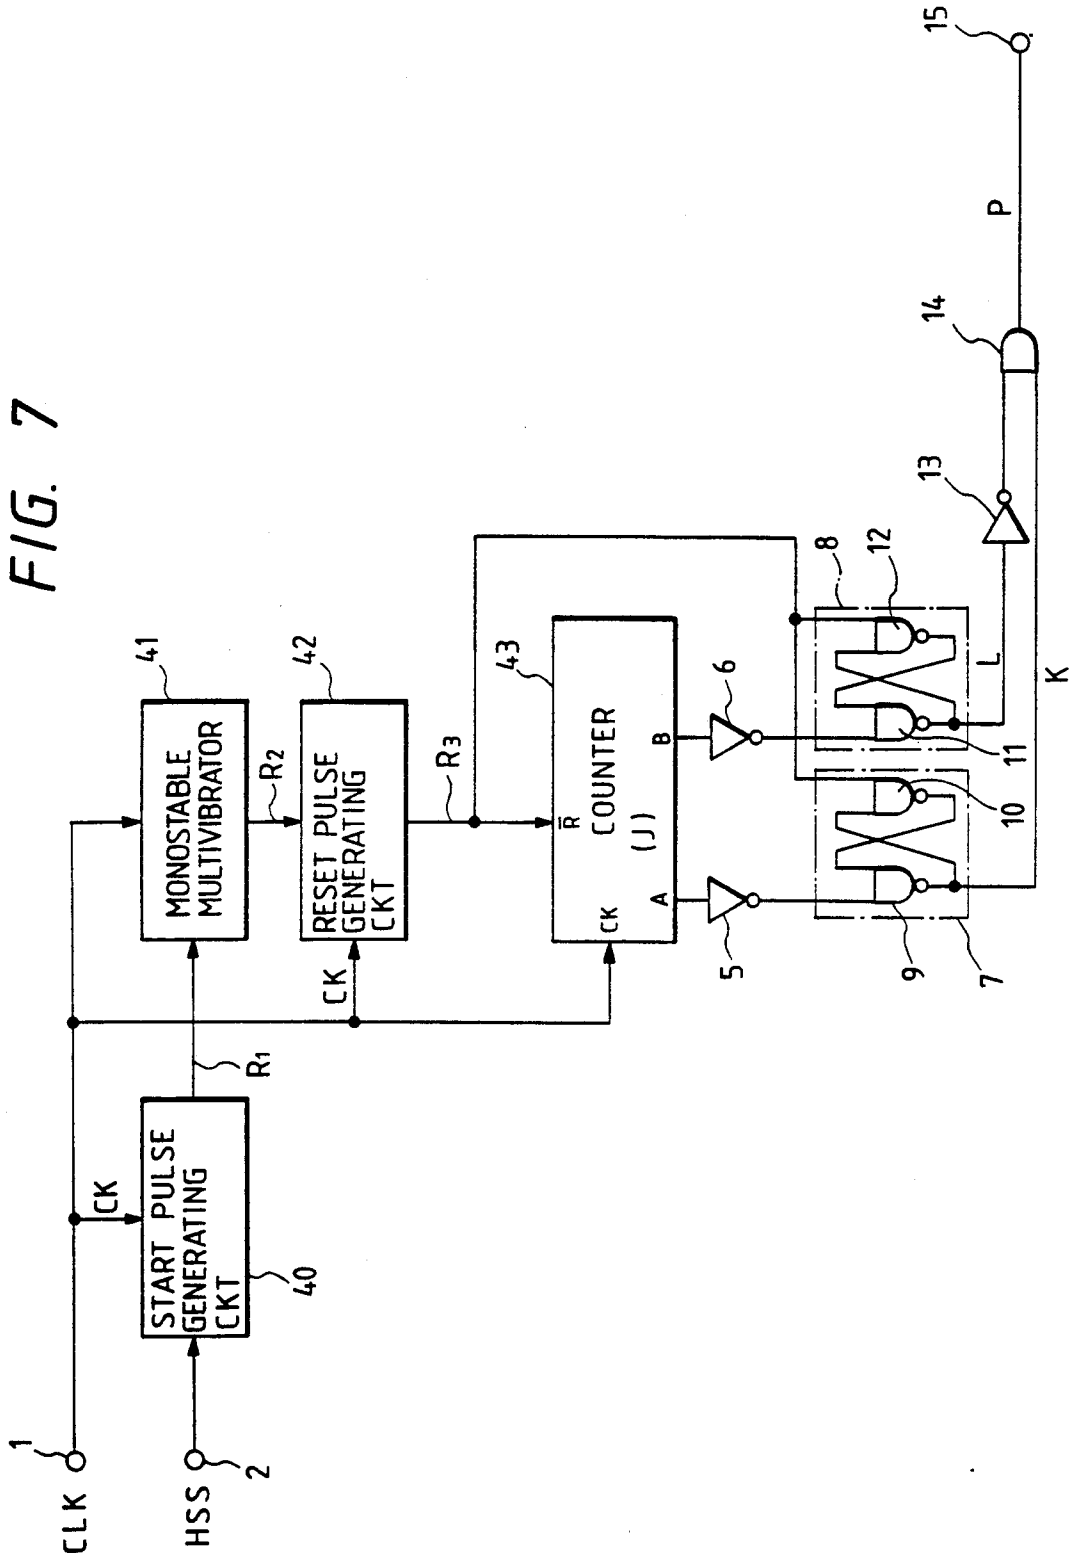 FIG. 7
CLK
1
HSS
2
CK
START PULSE
GENERATING
CKT
40
R1
MONOSTABLE
MULTIVIBRATOR
41
R2
CK
RESET PULSE
GENERATING
CKT
42
R3
R̅
CK
COUNTER
(J)
43
A
B
5
6
7
8
9
10
11
12
L
K
13
14
P
15